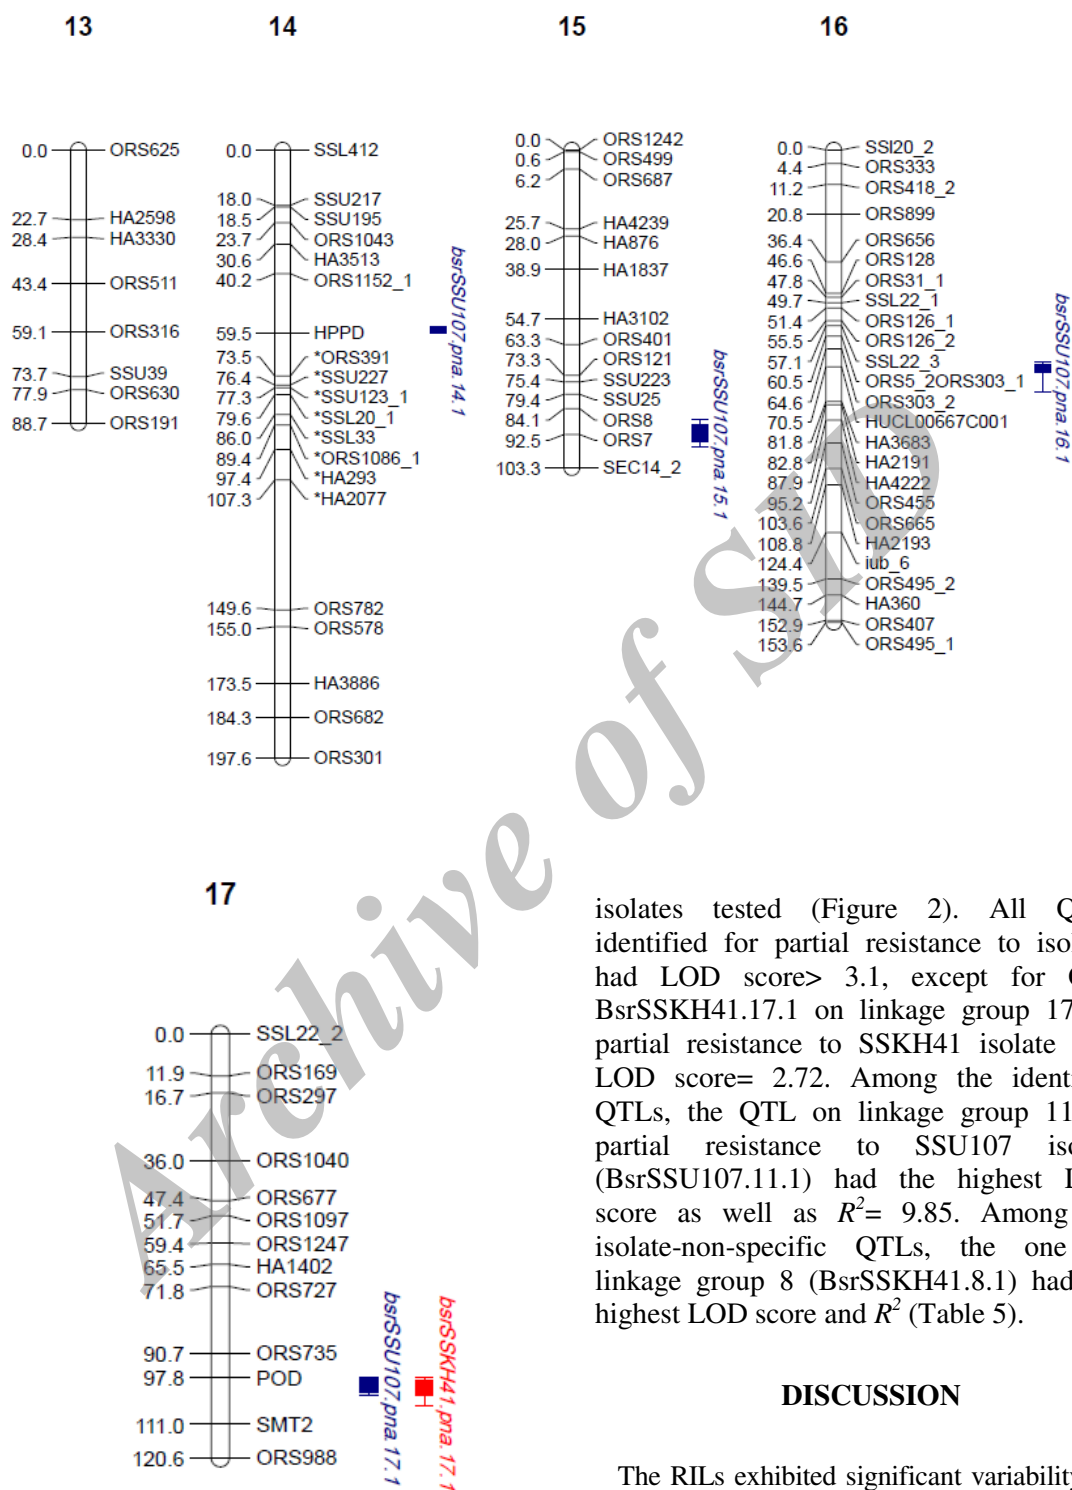 13
0.0 ORS625
22.7 HA2598
28.4 HA3330
43.4 ORS511
59.1 ORS316
73.7 SSU39
77.9 ORS630
88.7 ORS191
14
0.0 SSL412
18.0 SSU217
18.5 SSU195
23.7 ORS1043
30.6 HA3513
40.2 ORS1152_1
59.5 HPPD
73.5 *ORS391
76.4 *SSU227
77.3 *SSU123_1
79.6 *SSL20_1
86.0 *SSL33
89.4 *ORS1086_1
97.4 *HA293
107.3 *HA2077
149.6 ORS782
155.0 ORS578
173.5 HA3886
184.3 ORS682
197.6 ORS301
bsrSSU107.pna.14.1
15
0.0 ORS1242
0.6 ORS499
6.2 ORS687
25.7 HA4239
28.0 HA876
38.9 HA1837
54.7 HA3102
63.3 ORS401
73.3 ORS121
75.4 SSU223
79.4 SSU25
84.1 ORS8
92.5 ORS7
103.3 SEC14_2
bsrSSU107.pna.15.1
16
0.0 SSI20_2
4.4 ORS333
11.2 ORS418_2
20.8 ORS899
36.4 ORS656
46.6 ORS128
47.8 ORS31_1
49.7 SSL22_1
51.4 ORS126_1
55.5 ORS126_2
57.1 SSL22_3
60.5 ORS5_2ORS303_1
64.6 ORS303_2
70.5 HUCL00667C001
81.8 HA3683
82.8 HA2191
87.9 HA4222
95.2 ORS455
103.6 ORS665
108.8 HA2193
124.4 iub_6
139.5 ORS495_2
144.7 HA360
152.9 ORS407
153.6 ORS495_1
bsrSSU107.pna.16.1
17
0.0 SSL22_2
11.9 ORS169
16.7 ORS297
36.0 ORS1040
47.4 ORS677
51.7 ORS1097
59.4 ORS1247
65.5 HA1402
71.8 ORS727
90.7 ORS735
97.8 POD
111.0 SMT2
120.6 ORS988
bsrSSU107.pna.17.1
bsrSSKH41.pna.17.1
isolates tested (Figure 2). All Q
identified for partial resistance to isol
had LOD score> 3.1, except for
BsrSSKH41.17.1 on linkage group 17
partial resistance to SSKH41 isolate
LOD score= 2.72. Among the identi
QTLs, the QTL on linkage group 11
partial resistance to SSU107 iso
(BsrSSU107.11.1) had the highest
score as well as R²= 9.85. Among
isolate-non-specific QTLs, the one
linkage group 8 (BsrSSKH41.8.1) had
highest LOD score and R² (Table 5).
DISCUSSION
The RILs exhibited significant variability
Archive of SID